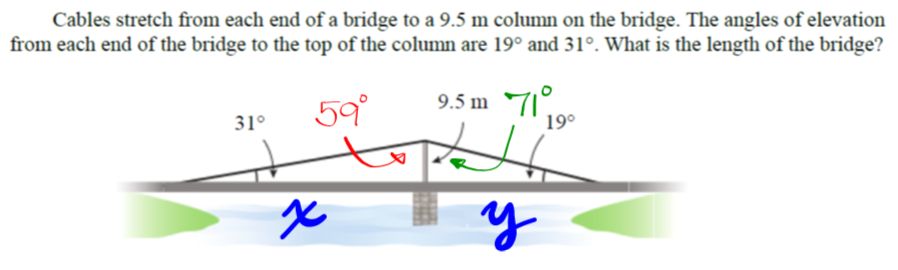 Cables stretch from each end of a bridge to a 9.5 m column on the bridge. The angles of elevation
from each end of the bridge to the top of the column are 19° and 31°. What is the length of the bridge?
31° 59° 9.5 m 71° 19°
x y